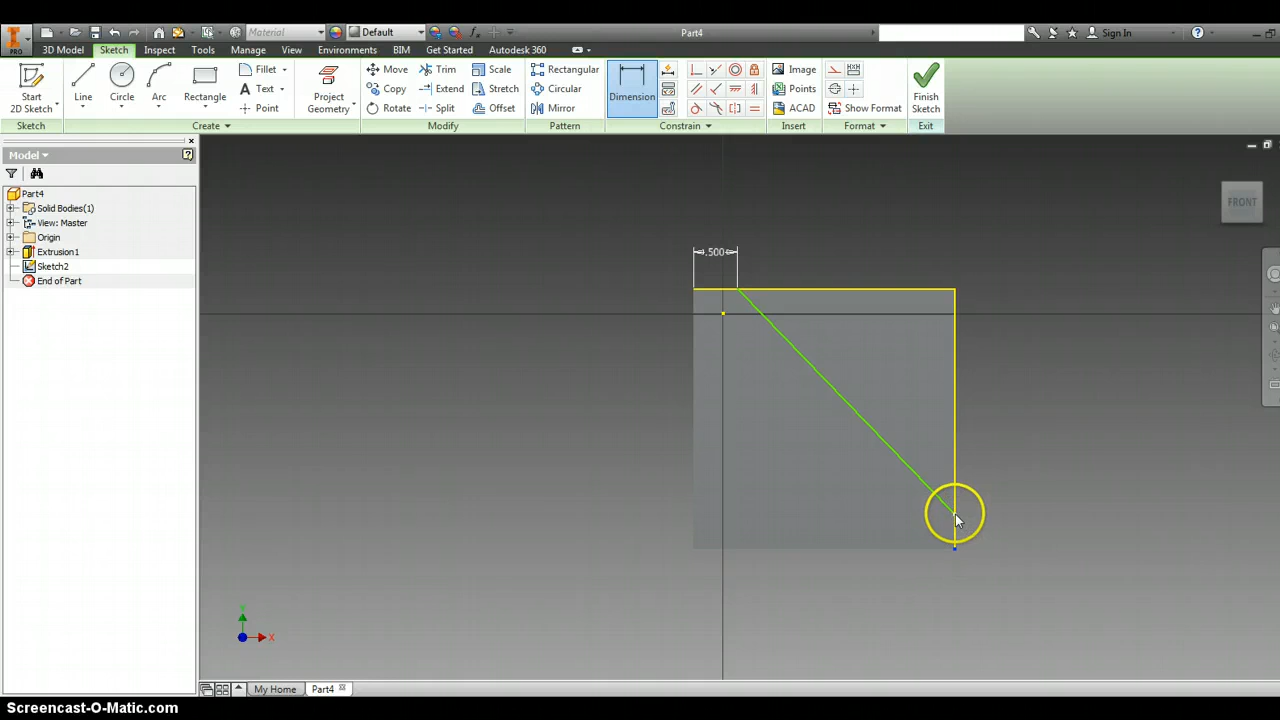 Material
Default
Part4
Sign In
PRO
3D Model
Sketch
Inspect
Tools
Manage
View
Environments
BIM
Get Started
Autodesk 360
Start
2D Sketch
Line
Circle
Arc
Rectangle
Fillet
Text
Point
Project
Geometry
Move
Copy
Rotate
Trim
Extend
Split
Scale
Stretch
Offset
Rectangular
Circular
Mirror
Dimension
Image
Points
ACAD
Show Format
Finish
Sketch
Sketch
Create
Modify
Pattern
Constrain
Insert
Format
Exit
Model
Part4
Solid Bodies(1)
View: Master
Origin
Extrusion1
Sketch2
End of Part
FRONT
.500
Y
X
My Home
Part4
Screencast-O-Matic.com